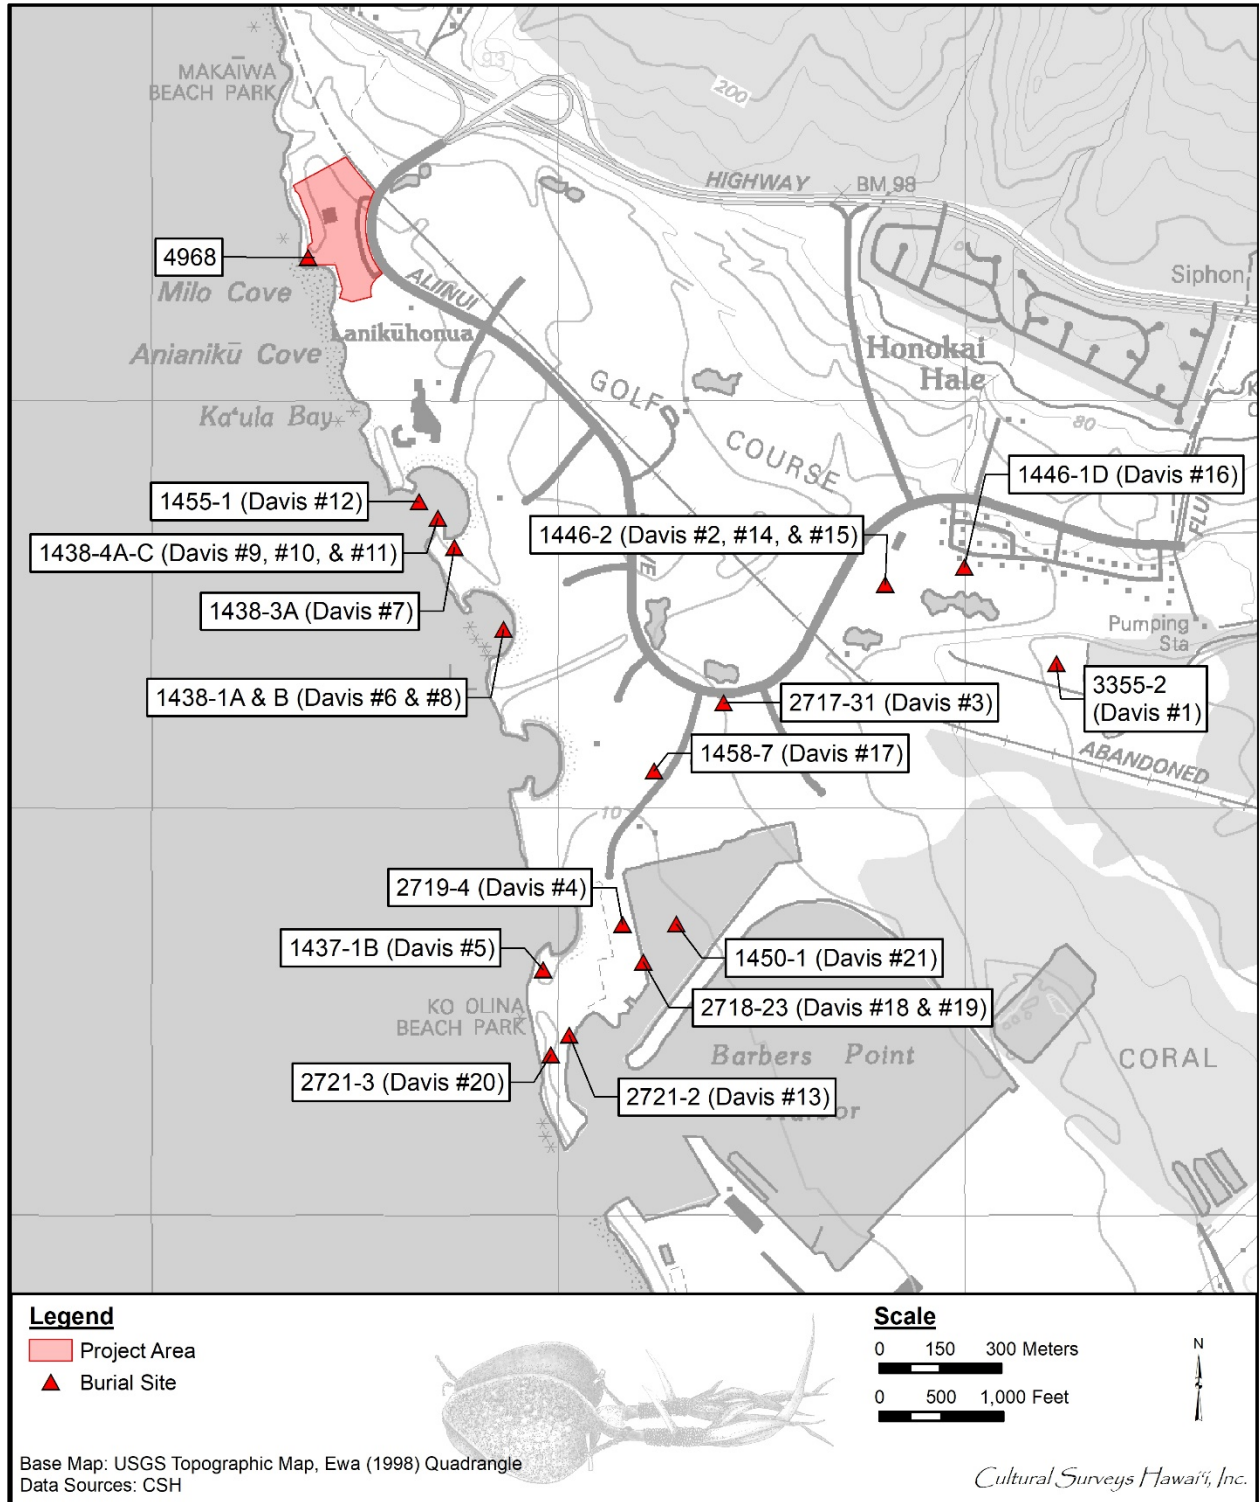 MAKAĪWA
BEACH PARK
93
200
HIGHWAY
BM 98
Siphon
4968
Milo Cove
ALIINUI
Lanikūhonua
Anianikū Cove
Honokai
Hale
GOLF
Ka‘ula Bay
COURSE
80
1446-1D (Davis #16)
1455-1 (Davis #12)
1446-2 (Davis #2, #14, & #15)
FLU
1438-4A-C (Davis #9, #10, & #11)
1438-3A (Davis #7)
Pumping
Sta
1438-1A & B (Davis #6 & #8)
3355-2
(Davis #1)
2717-31 (Davis #3)
ABANDONED
1458-7 (Davis #17)
10
2719-4 (Davis #4)
1437-1B (Davis #5)
1450-1 (Davis #21)
2718-23 (Davis #18 & #19)
KO OLINA
BEACH PARK
Barbers Point
CORAL
2721-3 (Davis #20)
2721-2 (Davis #13)
Legend
Project Area
Burial Site
Scale
0 150 300 Meters
0 500 1,000 Feet
N
Base Map: USGS Topographic Map, Ewa (1998) Quadrangle
Data Sources: CSH
Cultural Surveys Hawai‘i, Inc.